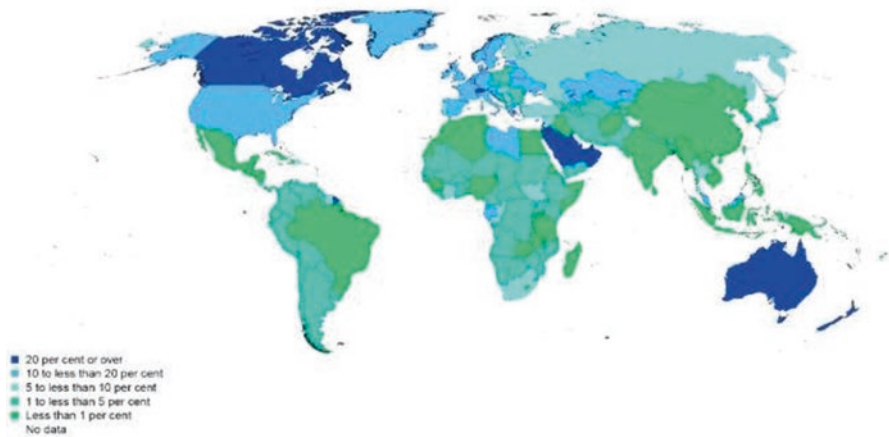 20 per cent or over
10 to less than 20 per cent
5 to less than 10 per cent
1 to less than 5 per cent
Less than 1 per cent
No data